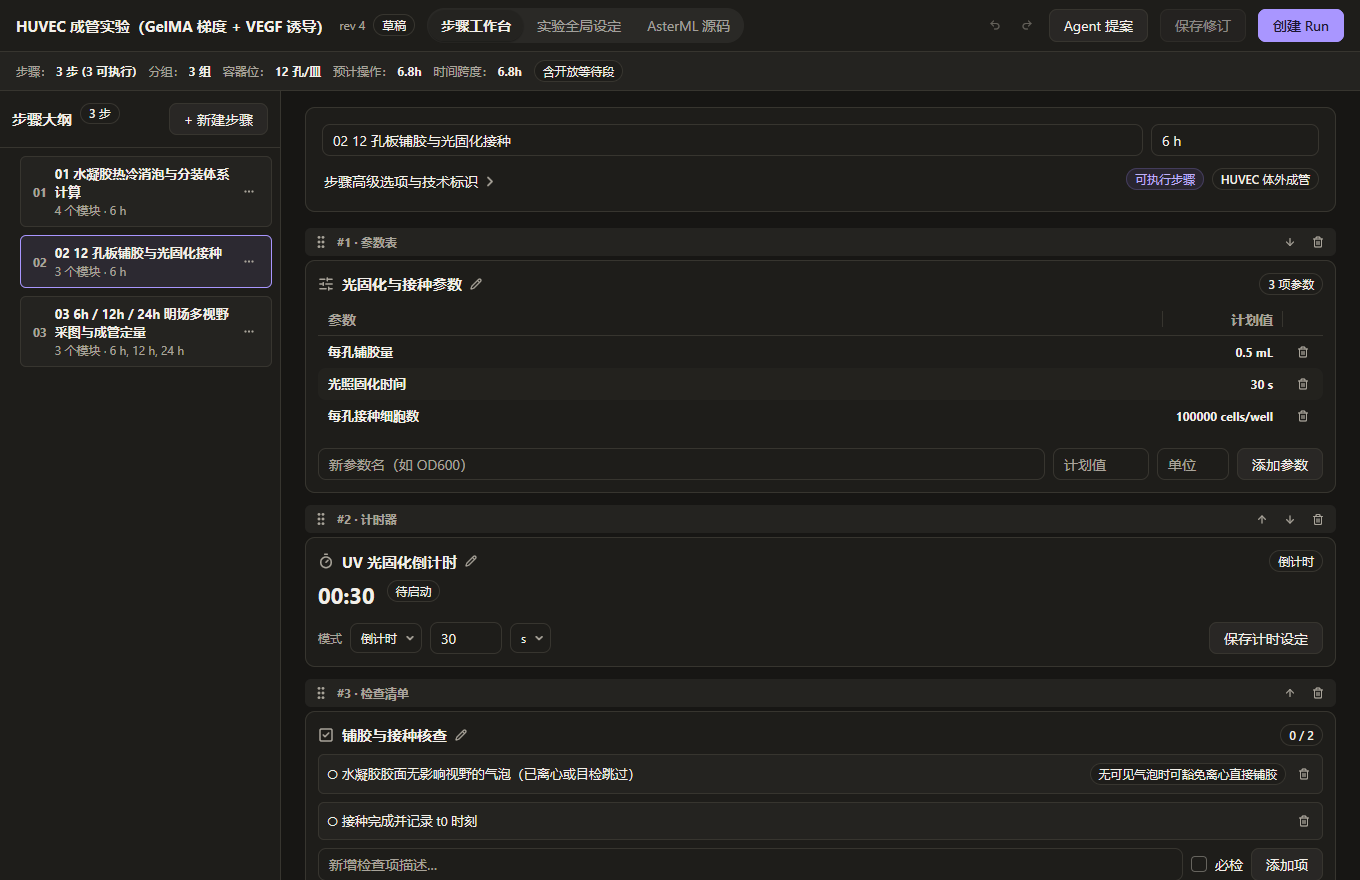 HUVEC 成管实验（GelMA 梯度 + VEGF 诱导） rev 4 草稿 步骤工作台 实验全局设定 AsterML 源码 Agent 提案 保存修订 创建 Run
步骤： 3 步 (3 可执行) 分组： 3 组 容器位： 12 孔/皿 预计操作： 6.8h 时间跨度： 6.8h 含开放等待段
步骤大纲 3 步 + 新建步骤
01 01 水凝胶热冷消泡与分装体系
计算
4 个模块 · 6 h
02 02 12 孔板铺胶与光固化接种
3 个模块 · 6 h
03 03 6h / 12h / 24h 明场多视野
采图与成管定量
3 个模块 · 6 h, 12 h, 24 h
02 12 孔板铺胶与光固化接种 6 h
步骤高级选项与技术标识 可执行步骤 HUVEC 体外成管
#1 · 参数表
光固化与接种参数 3 项参数
参数 计划值
每孔铺胶量 0.5 mL
光照固化时间 30 s
每孔接种细胞数 100000 cells/well
新参数名（如 OD600） 计划值 单位 添加参数
#2 · 计时器
UV 光固化倒计时 倒计时
00:30 待启动
模式 倒计时 30 s 保存计时设定
#3 · 检查清单
铺胶与接种核查 0 / 2
水凝胶胶面无影响视野的气泡（已离心或目检跳过） 无可见气泡时可豁免离心直接铺胶
接种完成并记录 t0 时刻
新增检查项描述... 必检 添加项